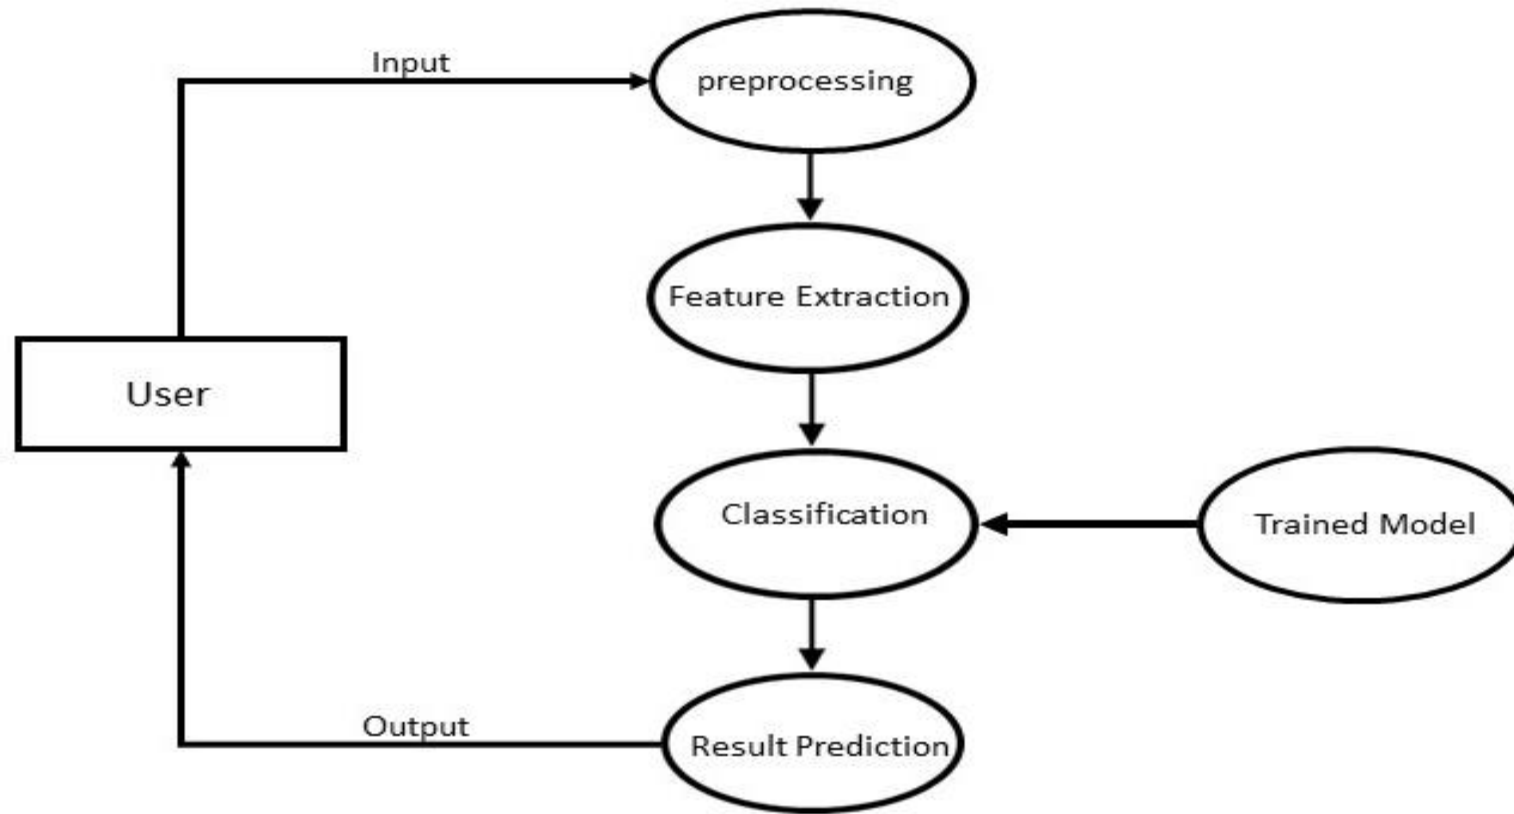 Input
preprocessing
Feature Extraction
User
Classification
Trained Model
Output
Result Prediction